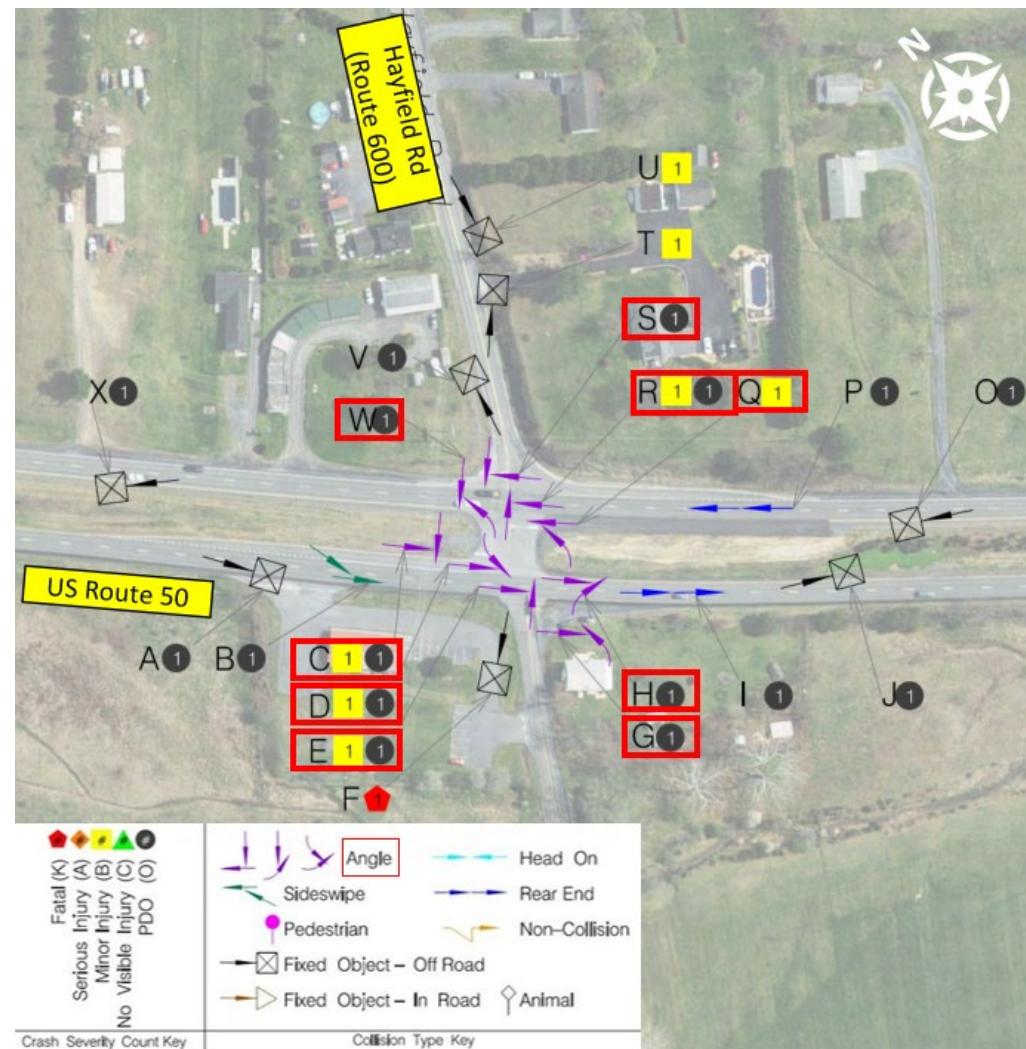 Hayfield Rd
(Route 600)
N
U 1
T 1
S 1
V 1
R 1 1 Q 1 P 1 O 1
X 1
W 1
US Route 50
A 1 B 1 C 1 1
D 1 1
E 1 1
F 1
H 1 I 1 J 1
G 1
Fatal (K)
Serious Injury (A)
Minor Injury (B)
No Visible Injury (C)
PDO (O)
# # # # #
Crash Severity Count Key
Angle
Head On
Sideswipe
Rear End
Pedestrian
Non-Collision
Fixed Object - Off Road
Fixed Object - In Road
Animal
Collision Type Key